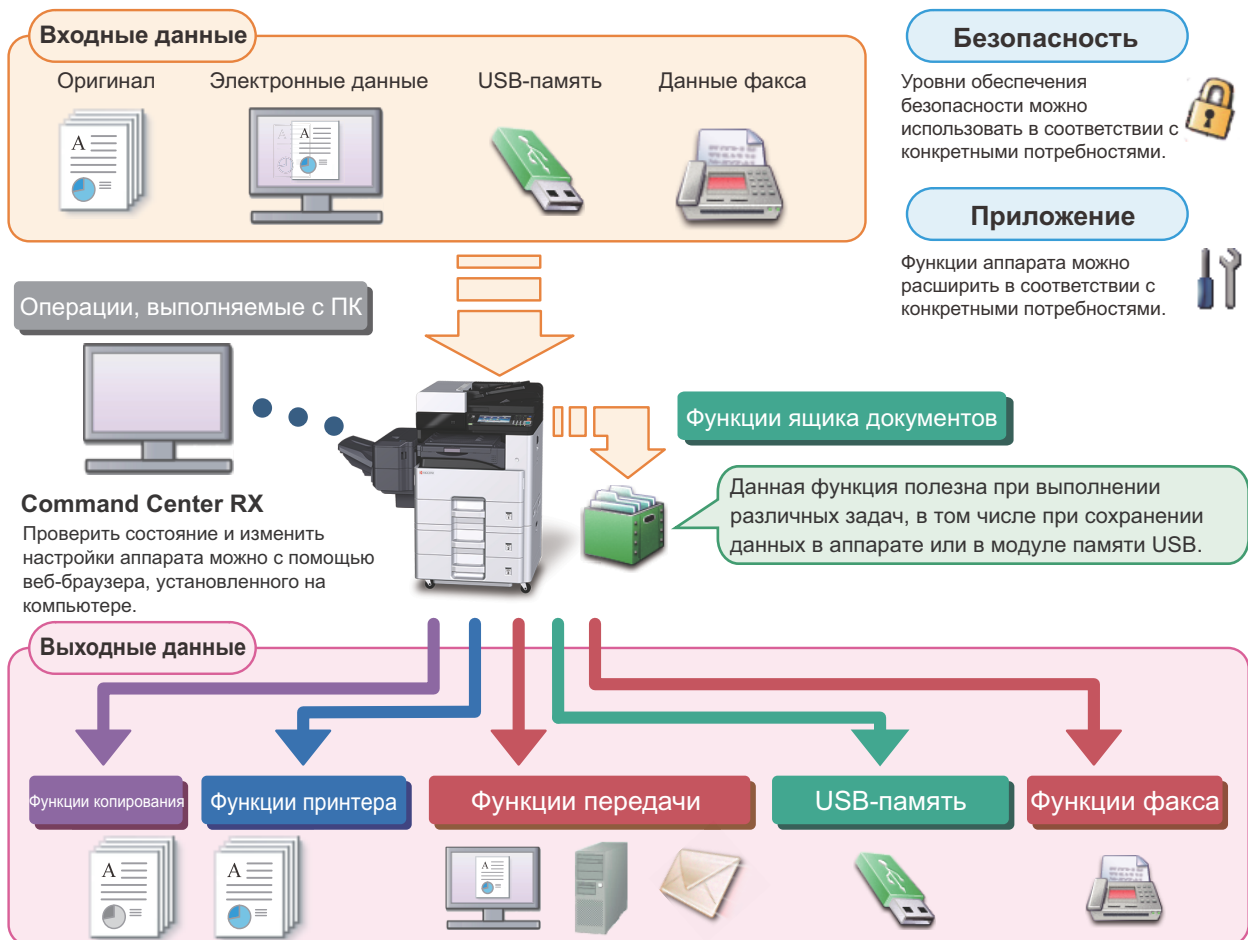 Входные данные
Оригинал
Электронные данные
USB-память
Данные факса
Безопасность
Уровни обеспечения
безопасности можно
использовать в соответствии с
конкретными потребностями.
Приложение
Функции аппарата можно
расширить в соответствии с
конкретными потребностями.
Операции, выполняемые с ПК
Command Center RX
Проверить состояние и изменить
настройки аппарата можно с помощью
веб-браузера, установленного на
компьютере.
Функции ящика документов
Данная функция полезна при выполнении
различных задач, в том числе при сохранении
данных в аппарате или в модуле памяти USB.
Выходные данные
Функции копирования
Функции принтера
Функции передачи
USB-память
Функции факса